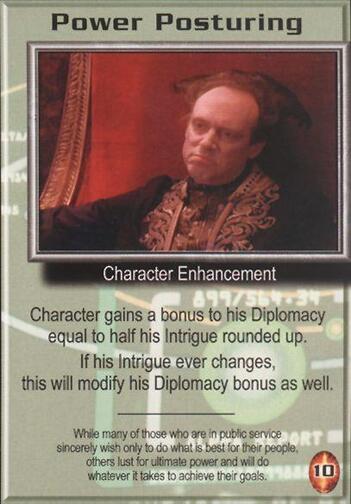 Power Posturing
Character Enhancement
899/564·34
Character gains a bonus to his Diplomacy
equal to half his Intrigue rounded up.
If his Intrigue ever changes,
this will modify his Diplomacy bonus as well.
While many of those who are in public service
sincerely wish only to do what is best for their people,
others lust for ultimate power and will do
whatever it takes to achieve their goals.
10